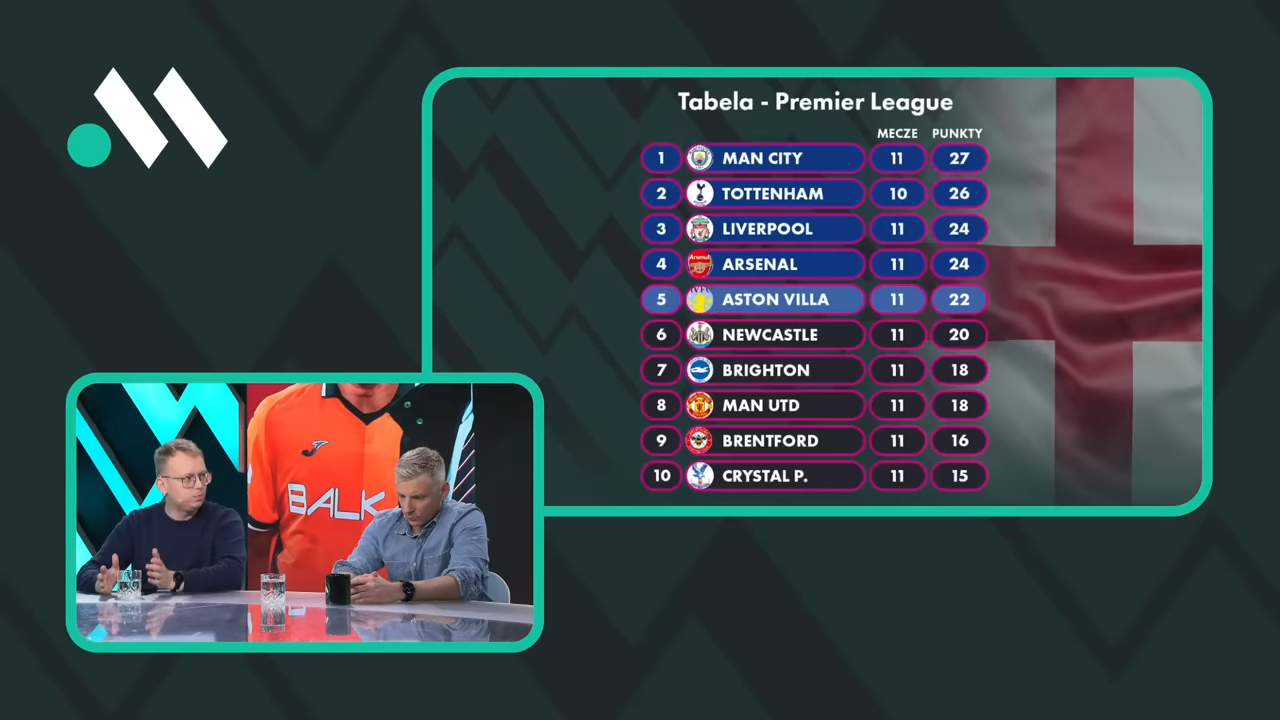 Tabela - Premier League
MECZE PUNKTY
1 MAN CITY 11 27
2 TOTTENHAM 10 26
3 LIVERPOOL 11 24
4 ARSENAL 11 24
5 ASTON VILLA 11 22
6 NEWCASTLE 11 20
7 BRIGHTON 11 18
8 MAN UTD 11 18
9 BRENTFORD 11 16
10 CRYSTAL P. 11 15
BALK